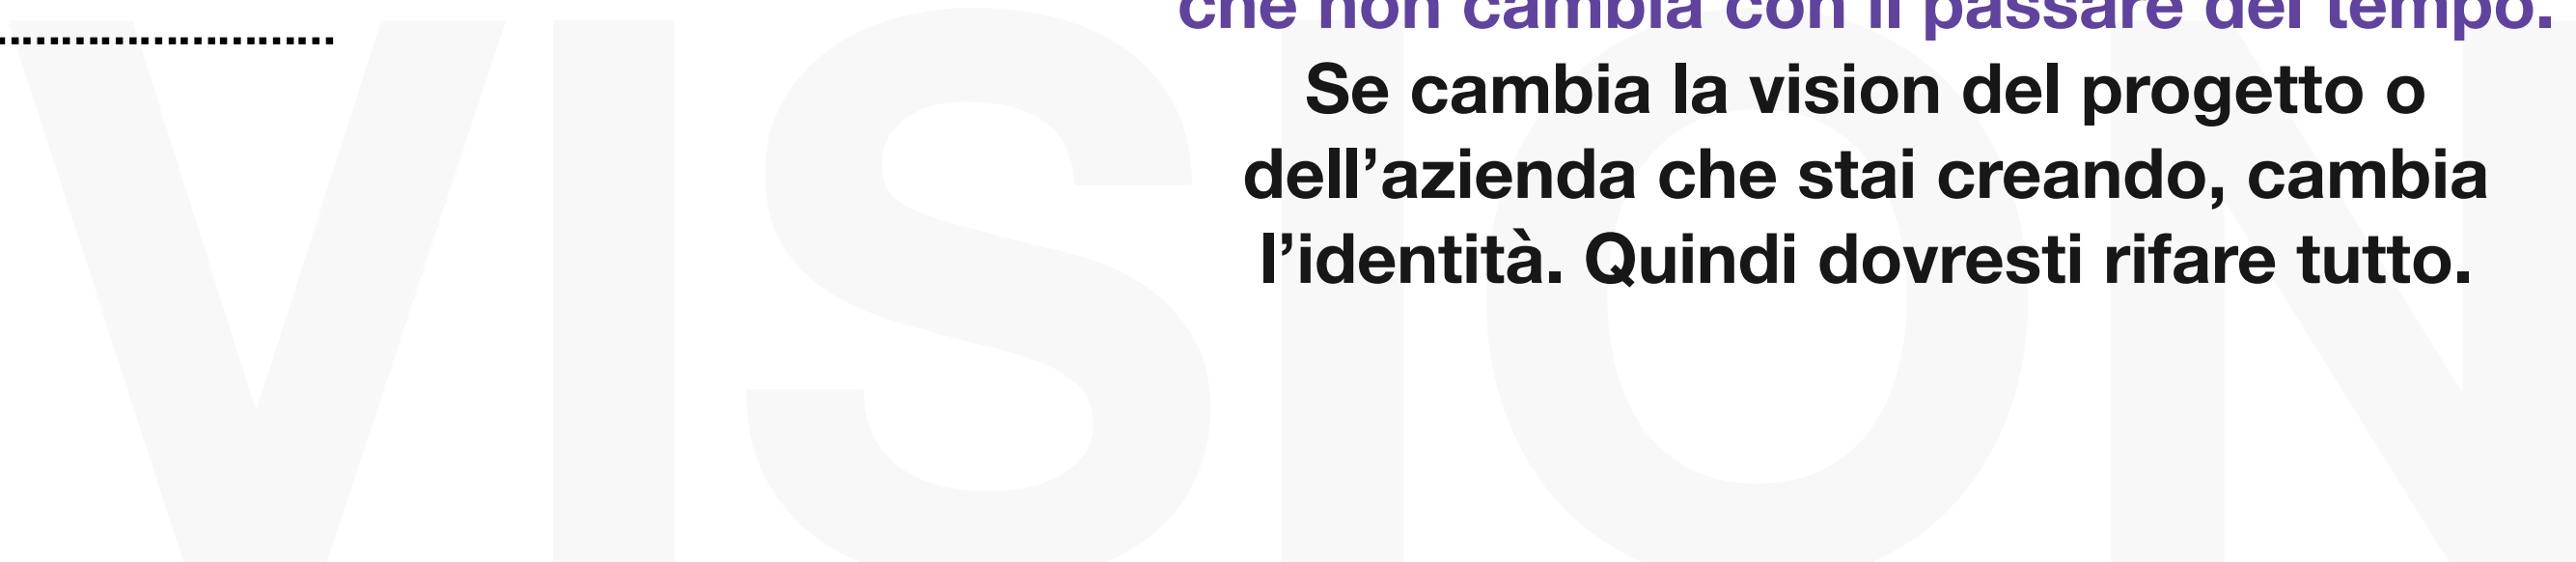 che non cambia con il passare del tempo.
Se cambia la vision del progetto o
dell’azienda che stai creando, cambia
l’identità. Quindi dovresti rifare tutto.
VISION